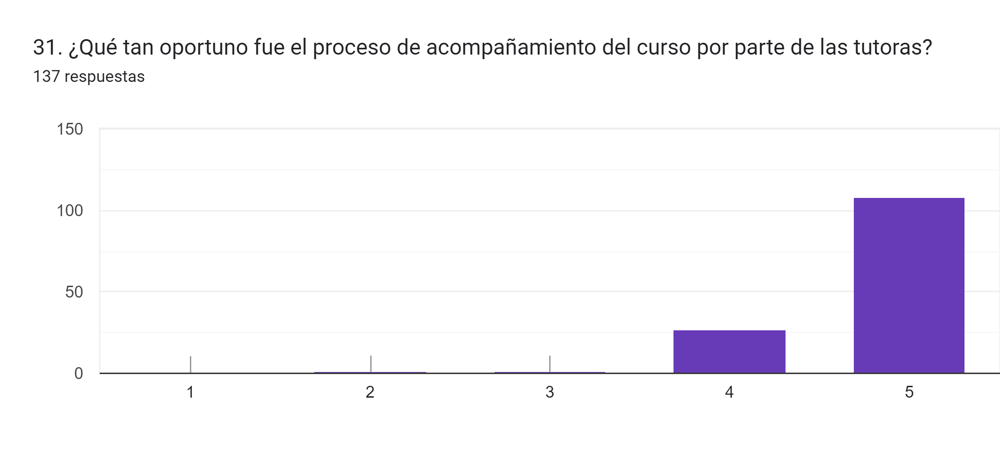 31. ¿Qué tan oportuno fue el proceso de acompañamiento del curso por parte de las tutoras?
137 respuestas
150
100
50
0
1 2 3 4 5